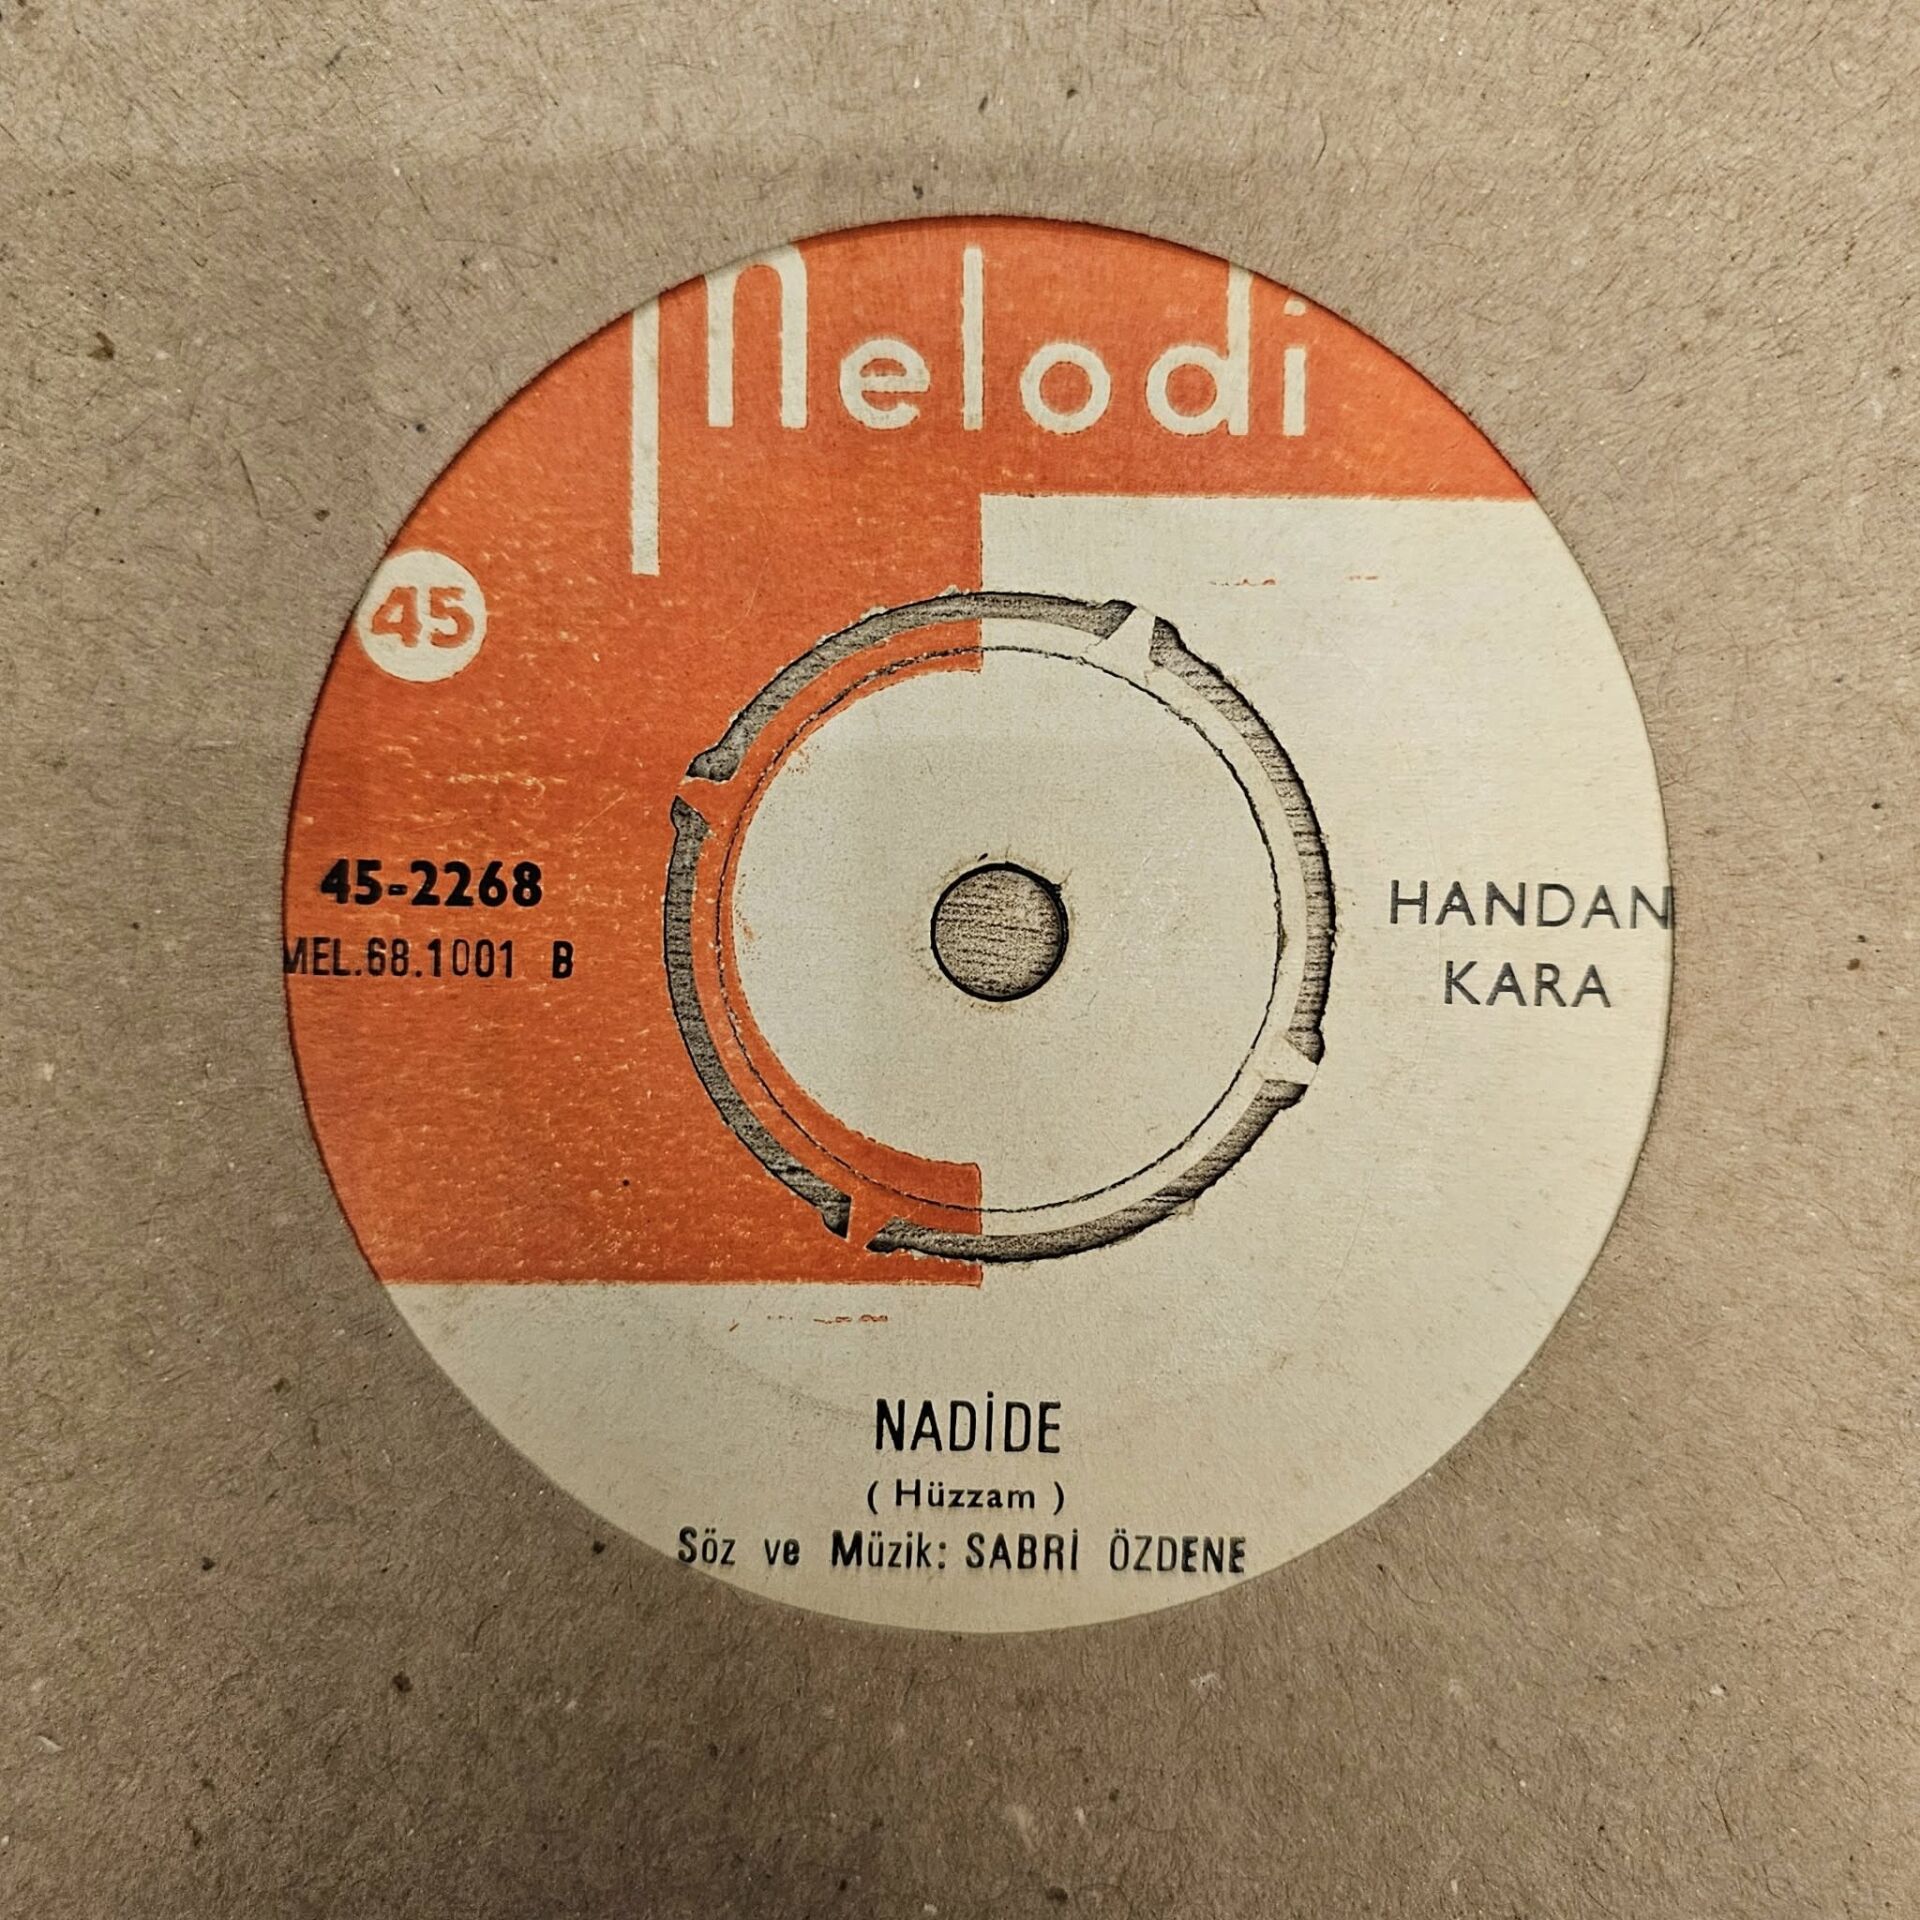 Melodi
45
45-2268
MEL.68.1001 B
HANDAN
KARA
NADİDE
( Hüzzam )
Söz ve Müzik: SABRİ ÖZDENE